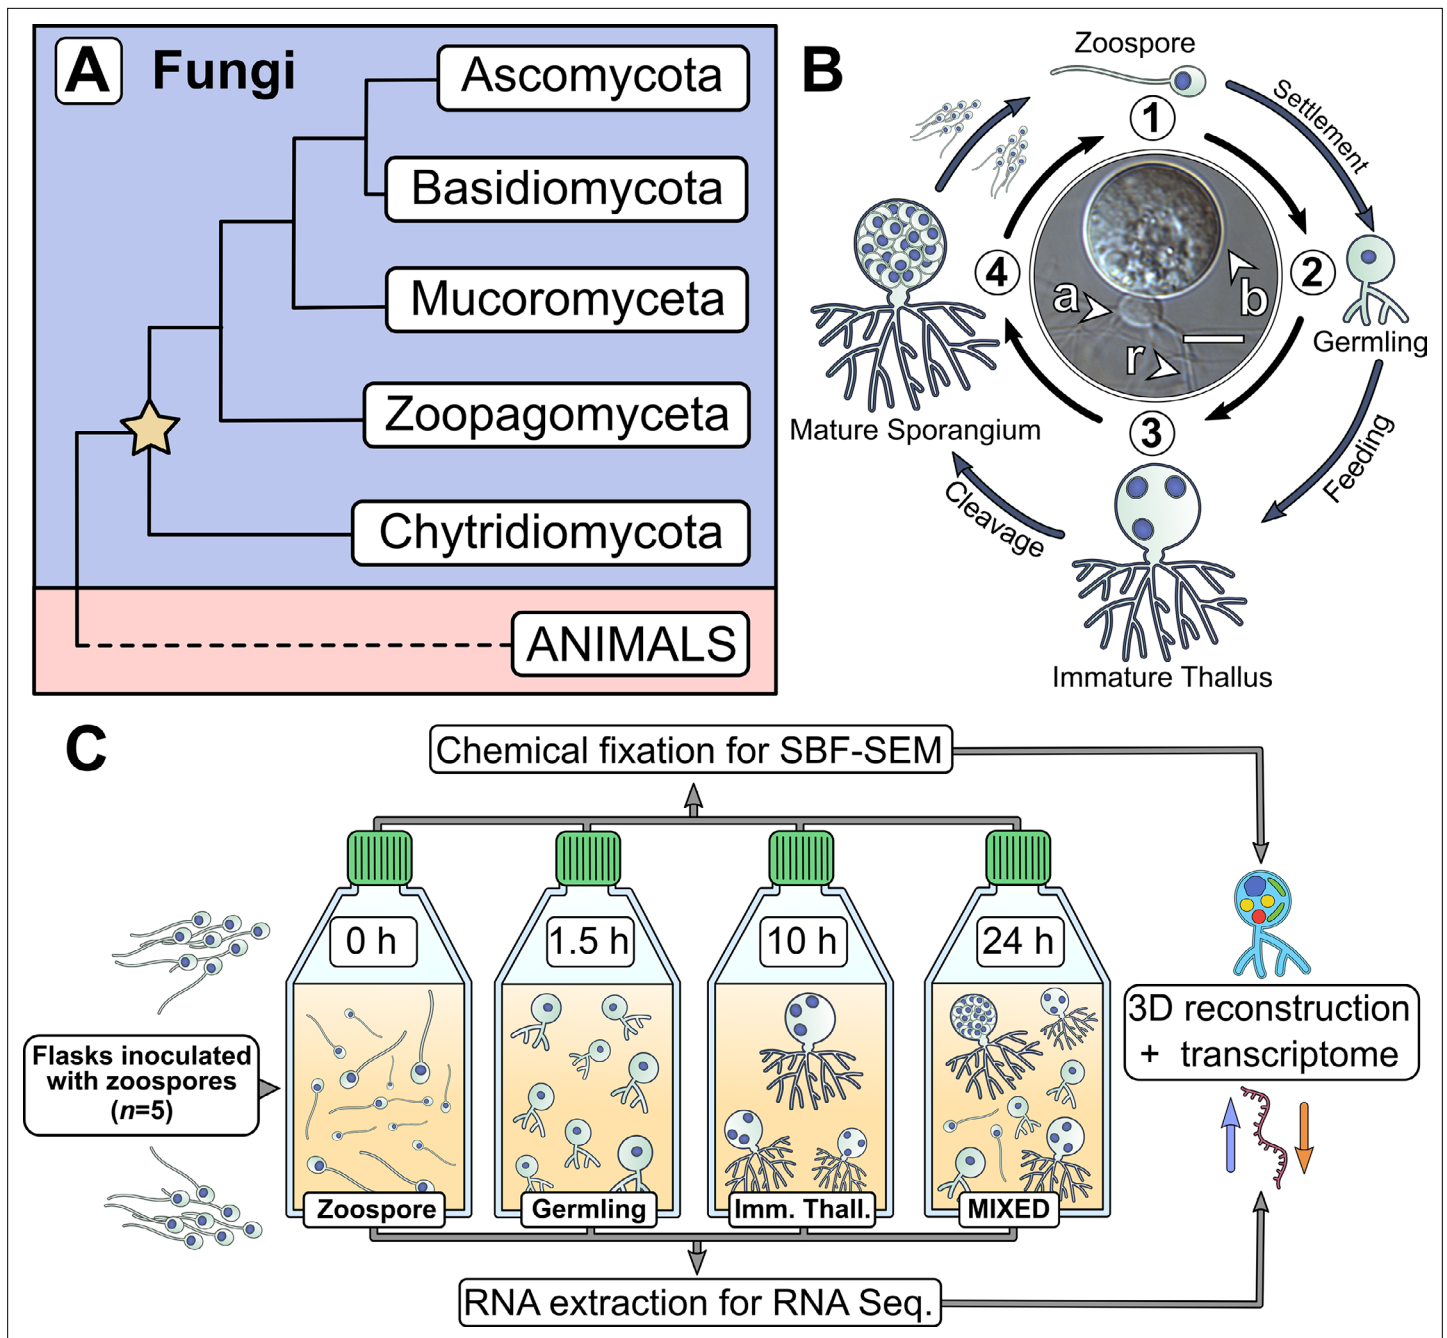 A Fungi
Ascomycota
Basidiomycota
Mucoromyceta
Zoopagomyceta
Chytridiomycota
ANIMALS
B
Zoospore
Settlement
1
2
3
4
a
b
r
Germling
Feeding
Mature Sporangium
Cleavage
Immature Thallus
C
Chemical fixation for SBF-SEM
0 h
1.5 h
10 h
24 h
Flasks inoculated
with zoospores
(n=5)
3D reconstruction
+ transcriptome
Zoospore
Germling
Imm. Thall.
MIXED
RNA extraction for RNA Seq.